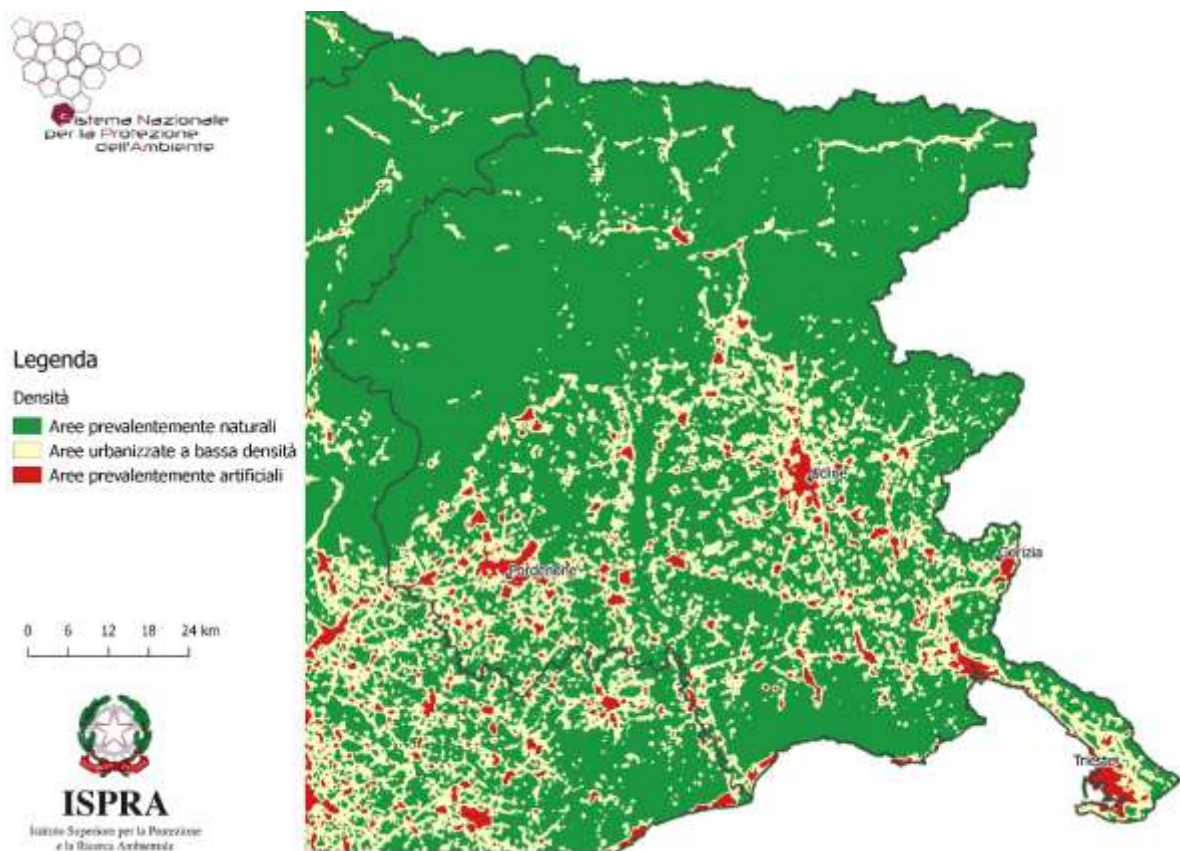 Sistema Nazionale
per la Protezione
dell'Ambiente
Legenda
Densità
Aree prevalentemente naturali
Aree urbanizzate a bassa densità
Aree prevalentemente artificiali
0 6 12 18 24 km
ISPRA
Istituto Superiore per la Protezione
e la Ricerca Ambientale
Udine
Gorizia
Pordenone
Trieste